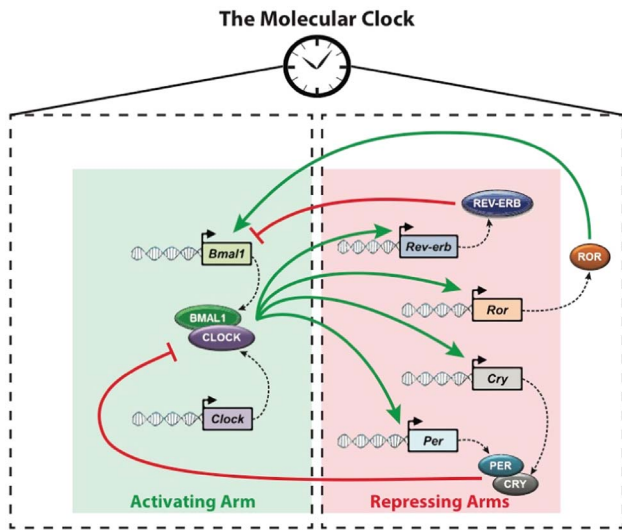 The Molecular Clock
REV-ERB
Bmal1
Rev-erb
ROR
BMAL1
Ror
CLOCK
Cry
Clock
Per
PER
CRY
Activating Arm
Repressing Arms